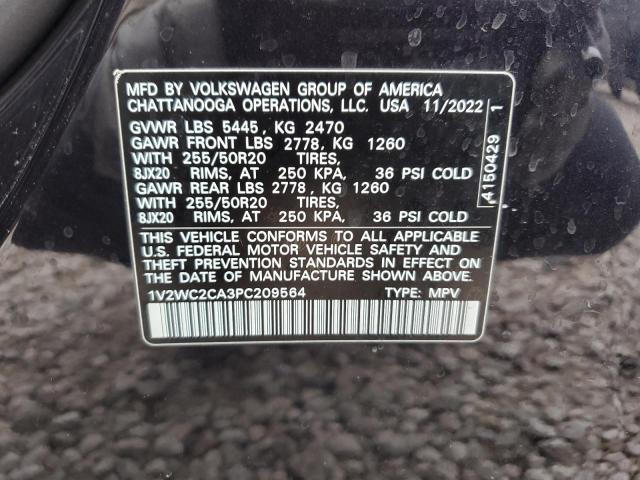 MFD BY VOLKSWAGEN GROUP OF AMERICA
CHATTANOOGA OPERATIONS, LLC. USA 11/2022
GVWR LBS 5445, KG 2470
GAWR FRONT LBS 2778, KG 1260
WITH 255/50R20 TIRES,
8JX20 RIMS, AT 250 KPA, 36 PSI COLD
GAWR REAR LBS 2778, KG 1260
WITH 255/50R20 TIRES,
8JX20 RIMS, AT 250 KPA, 36 PSI COLD
THIS VEHICLE CONFORMS TO ALL APPLICABLE
U.S. FEDERAL MOTOR VEHICLE SAFETY AND
THEFT PREVENTION STANDARDS IN EFFECT ON
THE DATE OF MANUFACTURE SHOWN ABOVE.
1V2WC2CA3PC209564 TYPE: MPV
4150429 1